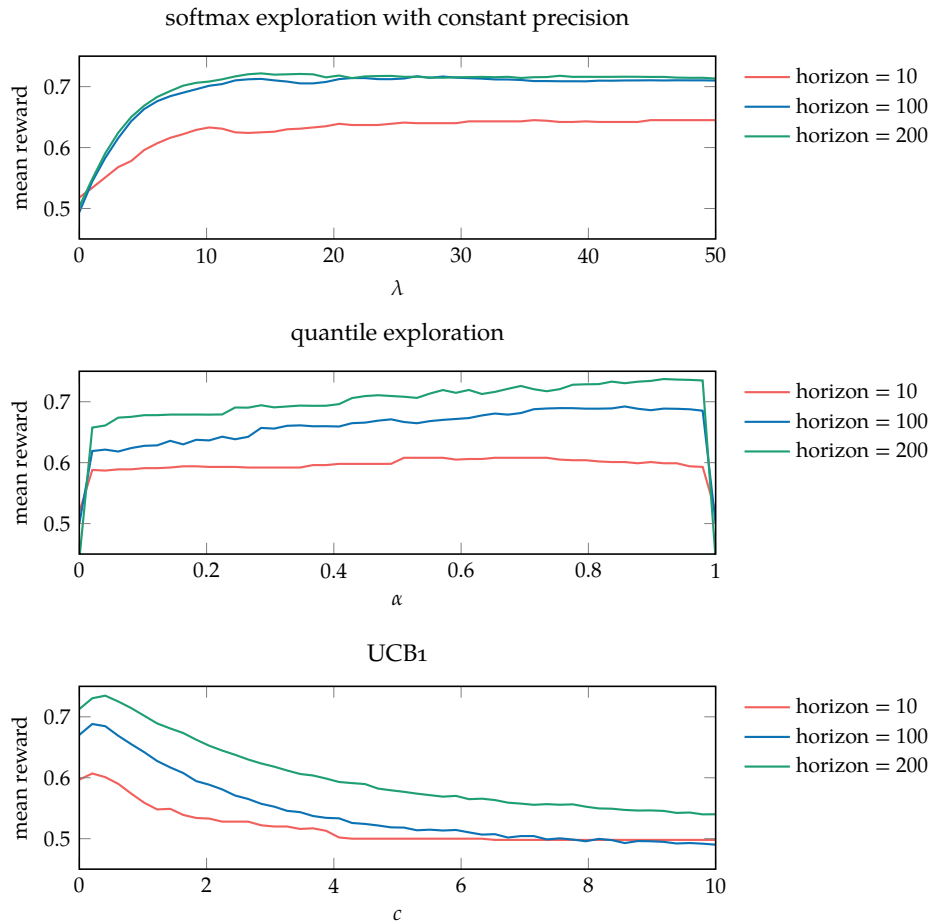 softmax exploration with constant precision
mean reward
0.7
0.6
0.5
0 10 20 30 40 50
λ
horizon = 10
horizon = 100
horizon = 200
quantile exploration
mean reward
0.7
0.6
0.5
0 0.2 0.4 0.6 0.8 1
α
horizon = 10
horizon = 100
horizon = 200
UCB1
mean reward
0.7
0.6
0.5
0 2 4 6 8 10
c
horizon = 10
horizon = 100
horizon = 200